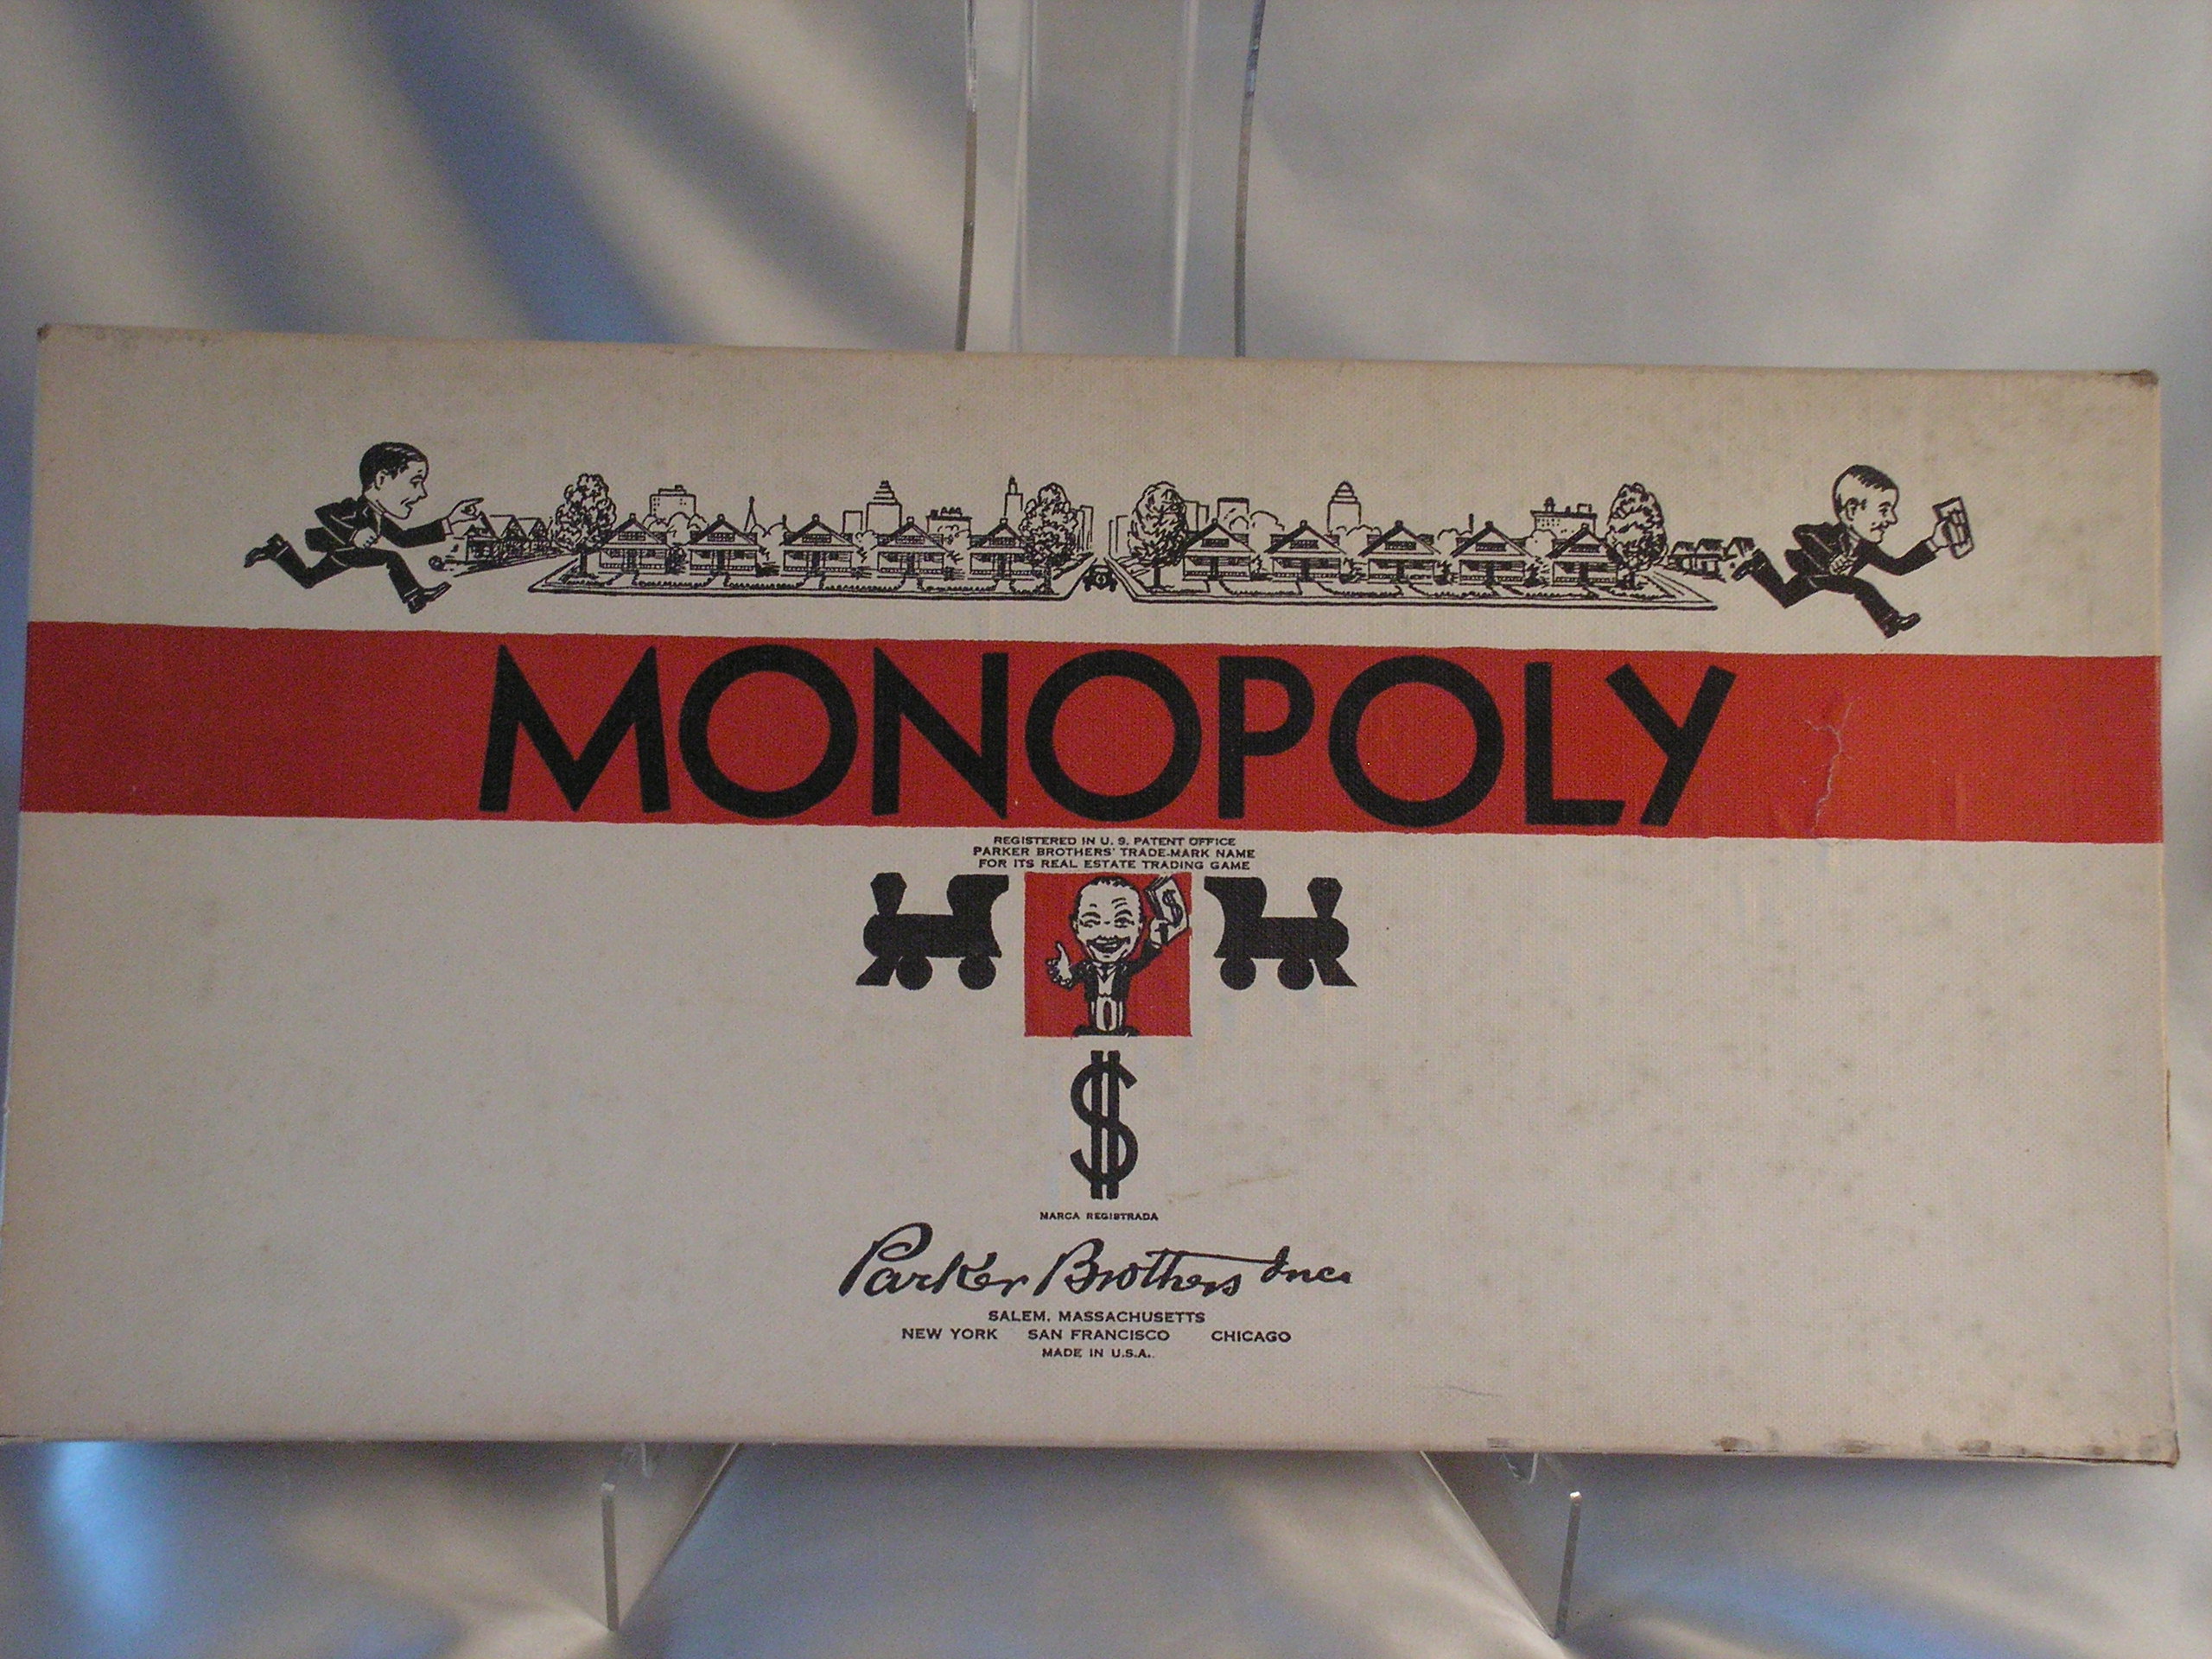 MONOPOLY
REGISTERED IN U. S. PATENT OFFICE
PARKER BROTHERS' TRADE-MARK NAME
FOR ITS REAL ESTATE TRADING GAME
$
$
MARCA REGISTRADA
Parker Brothers Inc.
SALEM, MASSACHUSETTS
NEW YORK SAN FRANCISCO CHICAGO
MADE IN U.S.A.